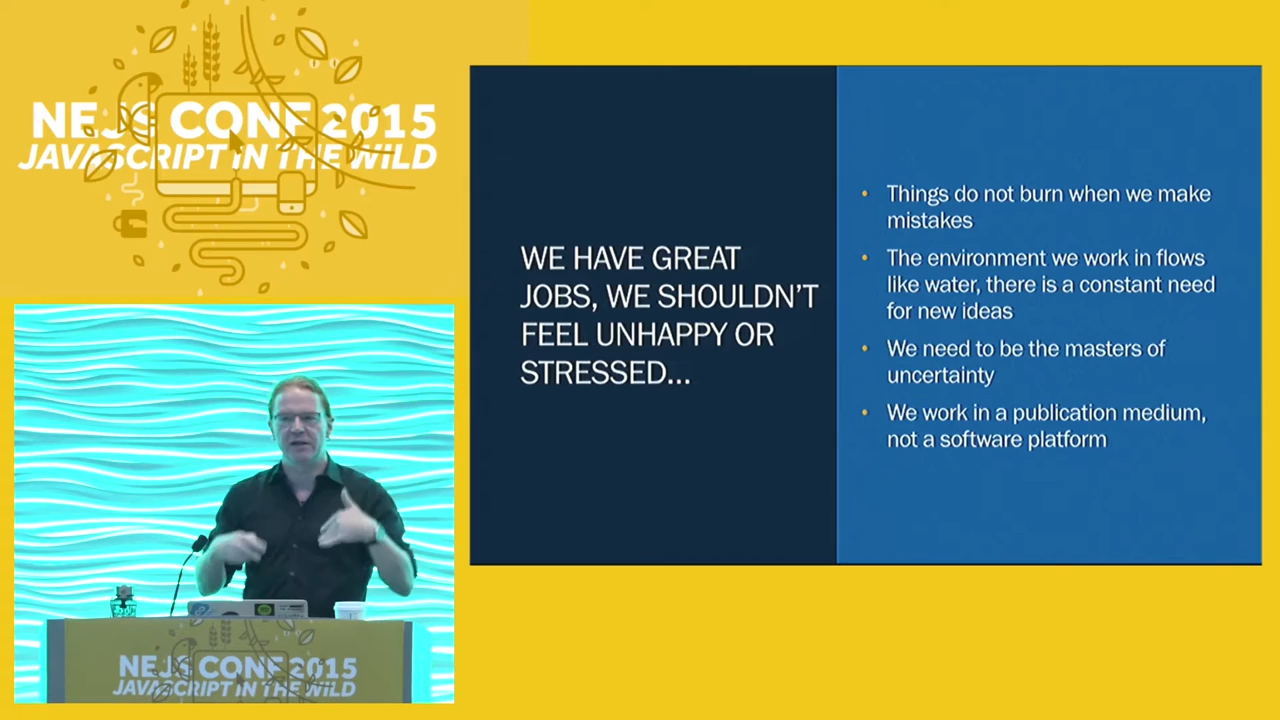 NEJS CONF 2015
JAVASCRIPT IN THE WILD
WE HAVE GREAT
JOBS, WE SHOULDN'T
FEEL UNHAPPY OR
STRESSED...
• Things do not burn when we make
mistakes
• The environment we work in flows
like water, there is a constant need
for new ideas
• We need to be the masters of
uncertainty
• We work in a publication medium,
not a software platform
NEJS CONF 2015
JAVASCRIPT IN THE WILD